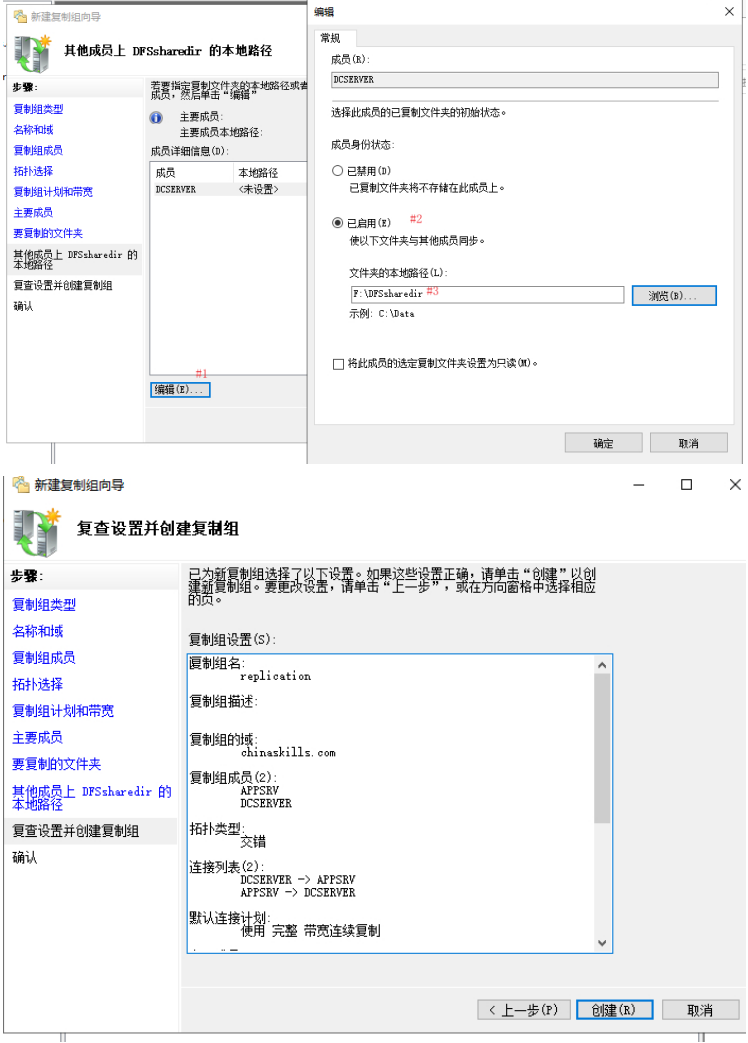 新建复制组向导
其他成员上 DFSsharedir 的本地路径
步骤:
复制组类型
名称和域
复制组成员
拓扑选择
复制组计划和带宽
主要成员
要复制的文件夹
其他成员上 DFSsharedir 的
本地路径
复查设置并创建复制组
确认
若要指定复制文件夹的本地路径或者
成员，然后单击“编辑”
主要成员:
主要成员本地路径:
成员详细信息(D):
成员 本地路径
DCSERVER <未设置>
#1
编辑(E)...
编辑
常规
成员(R):
DCSERVER
选择此成员的已复制文件夹的初始状态。
成员身份状态:
已禁用(D)
已复制文件夹将不存储在此成员上。
已启用(E) #2
使以下文件夹与其他成员同步。
文件夹的本地路径(L):
F:\DFSsharedir #3
浏览(B)...
示例: C:\Data
将此成员的选定复制文件夹设置为只读(M)。
确定 取消
新建复制组向导
复查设置并创建复制组
步骤:
复制组类型
名称和域
复制组成员
拓扑选择
复制组计划和带宽
主要成员
要复制的文件夹
其他成员上 DFSsharedir 的
本地路径
复查设置并创建复制组
确认
已为新复制组选择了以下设置。如果这些设置正确，请单击“创建”以创
建新复制组。要更改设置，请单击“上一步”，或在方向窗格中选择相应
的页。
复制组设置(S):
复制组名:
replication
复制组描述:
复制组的域:
chinaskills.com
复制组成员(2):
APPSRV
DCSERVER
拓扑类型:
交错
连接列表(2):
DCSERVER -> APPSRV
APPSRV -> DCSERVER
默认连接计划:
使用 完整 带宽连续复制
< 上一步(P) 创建(R) 取消